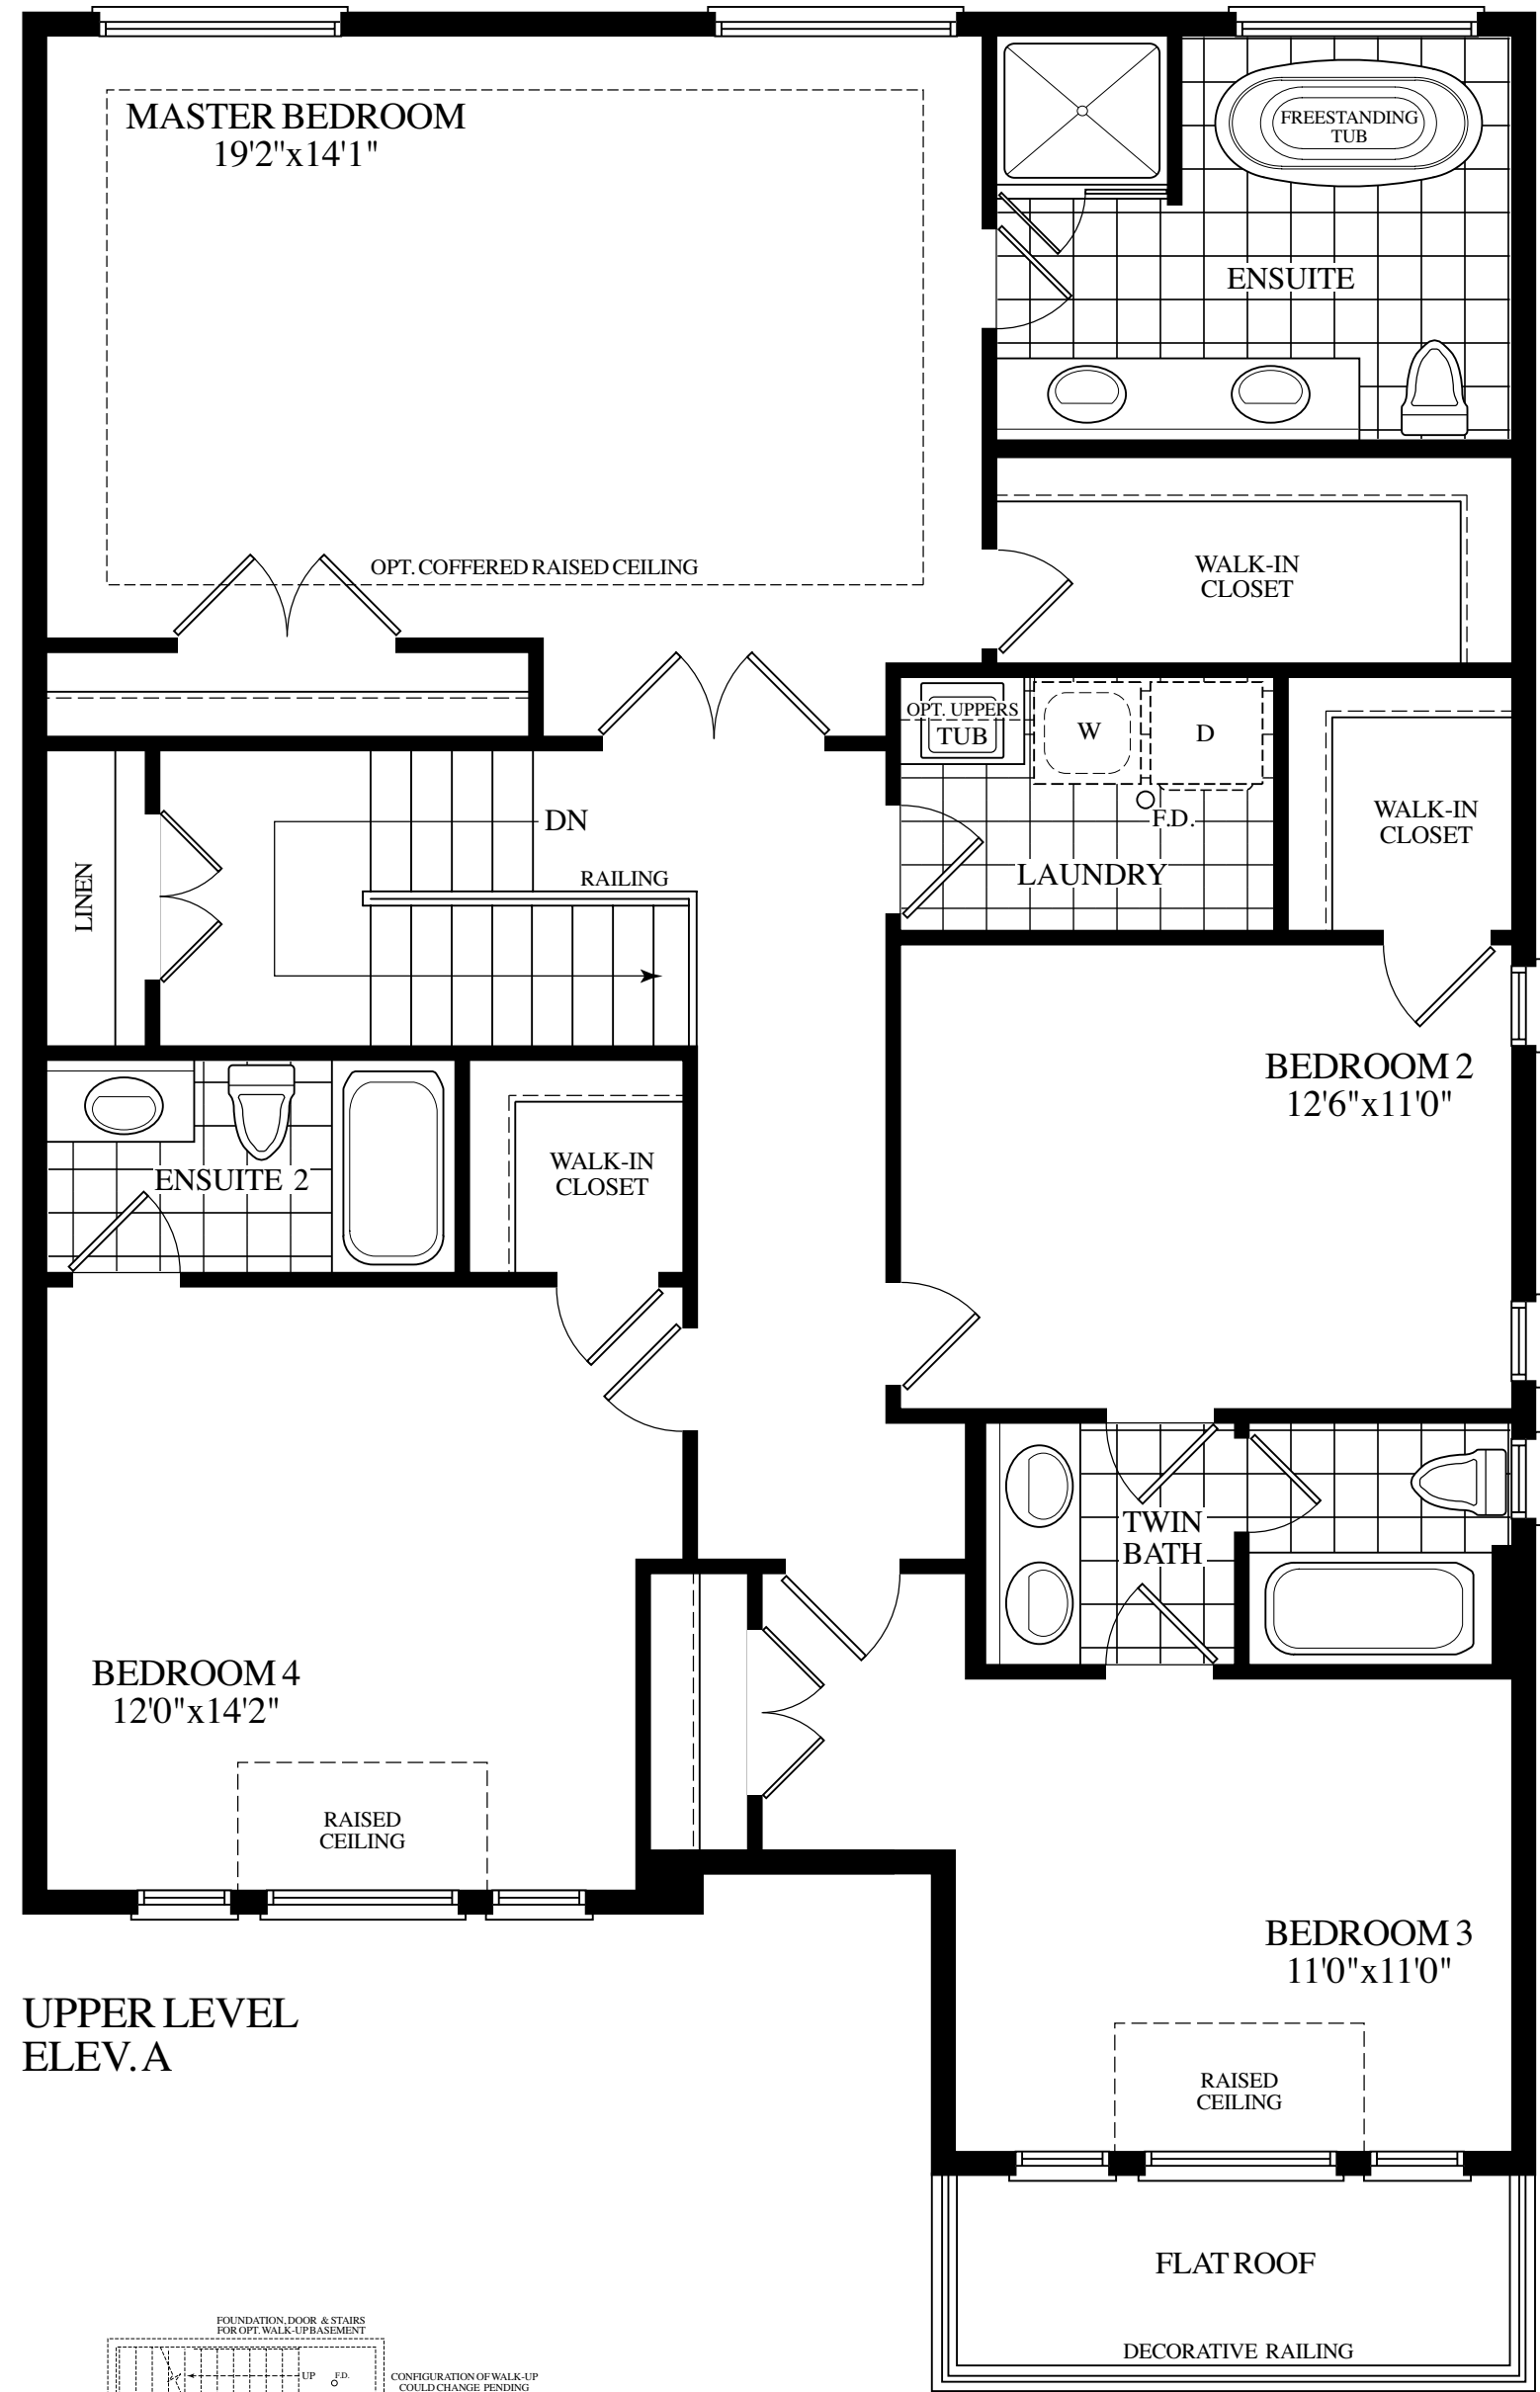 MASTER BEDROOM
19'2"x14'1"
FREESTANDING
TUB
ENSUITE
OPT. COFFERED RAISED CEILING
WALK-IN
CLOSET
OPT. UPPERS
TUB
W
D
F.D.
LAUNDRY
WALK-IN
CLOSET
DN
RAILING
LINEN
BEDROOM 2
12'6"x11'0"
ENSUITE 2
WALK-IN
CLOSET
TWIN
BATH
BEDROOM 4
12'0"x14'2"
RAISED
CEILING
BEDROOM 3
11'0"x11'0"
RAISED
CEILING
UPPER LEVEL
ELEV. A
FLAT ROOF
DECORATIVE RAILING
FOUNDATION, DOOR & STAIRS
FOR OPT. WALK-UP BASEMENT
UP
F.D.
CONFIGURATION OF WALK-UP
COULD CHANGE PENDING